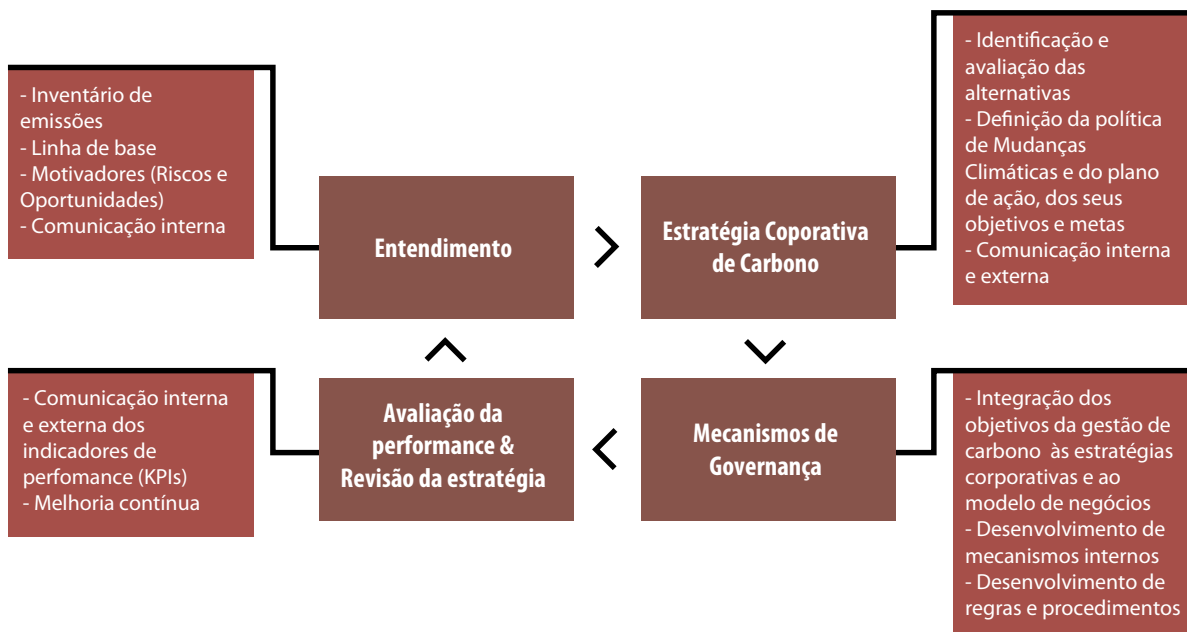 - Inventário de
emissões
- Linha de base
- Motivadores (Riscos e
Oportunidades)
- Comunicação interna
Entendimento
Estratégia Coporativa
de Carbono
- Identificação e
avaliação das
alternativas
- Definição da política
de Mudanças
Climáticas e do plano
de ação, dos seus
objetivos e metas
- Comunicação interna
e externa
- Comunicação interna
e externa dos
indicadores de
perfomance (KPIs)
- Melhoria contínua
Avaliação da
performance &
Revisão da estratégia
Mecanismos de
Governança
- Integração dos
objetivos da gestão de
carbono às estratégias
corporativas e ao
modelo de negócios
- Desenvolvimento de
mecanismos internos
- Desenvolvimento de
regras e procedimentos